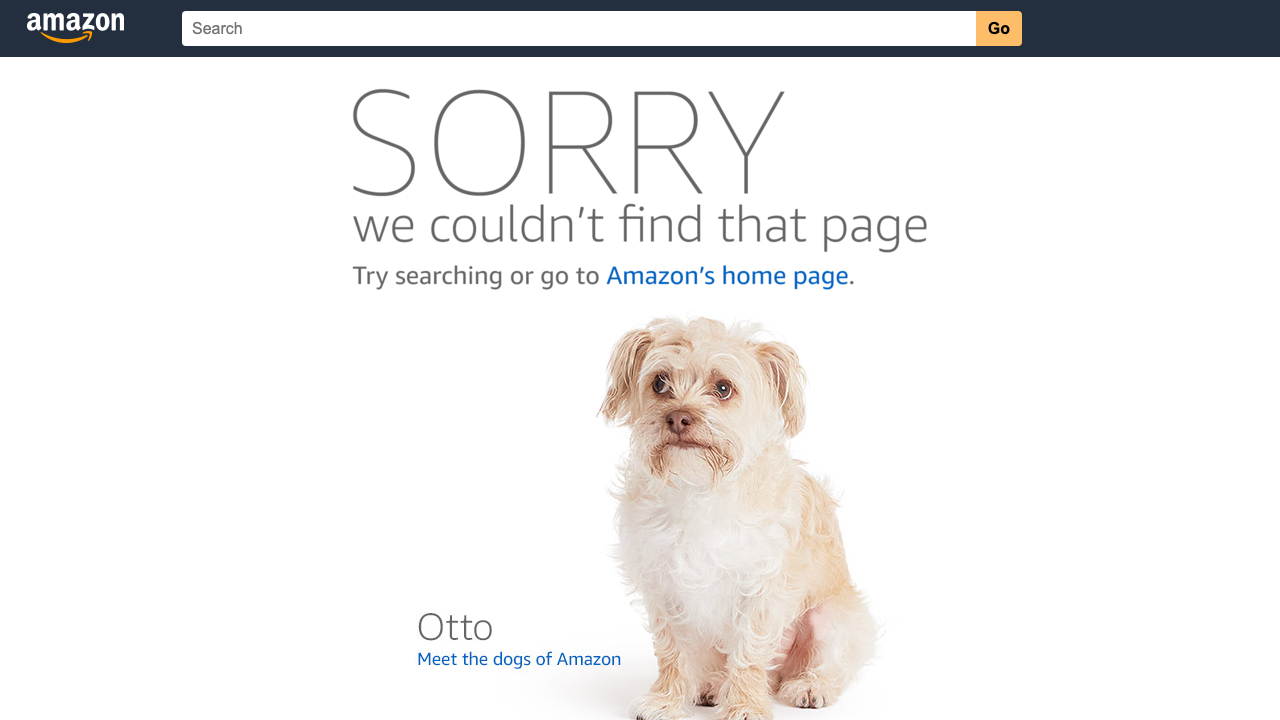 amazon
Search
Go
SORRY
we couldn't find that page
Try searching or go to Amazon's home page.
Otto
Meet the dogs of Amazon